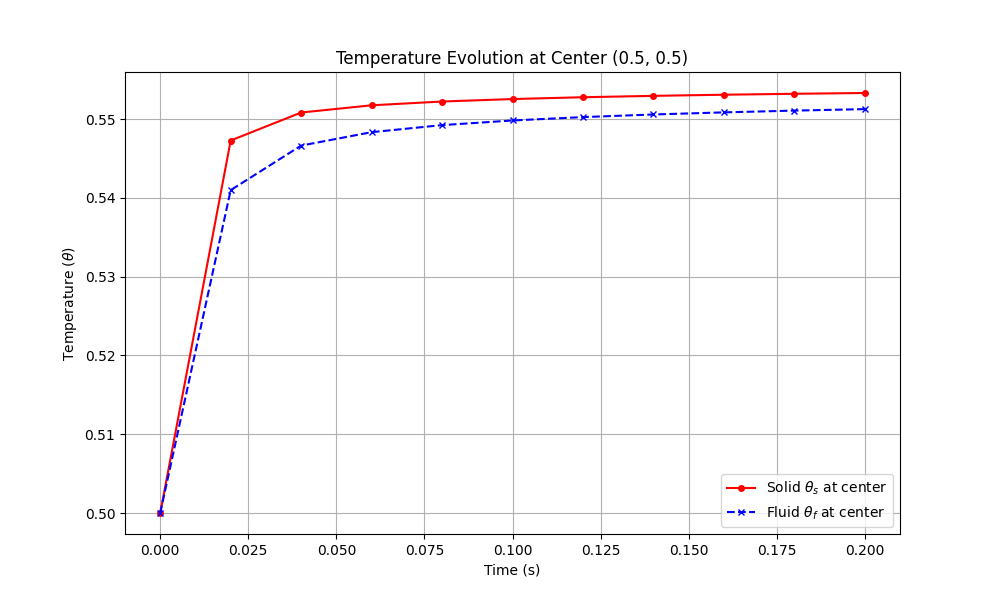 Temperature Evolution at Center (0.5, 0.5)
Temperature (θ)
0.55
0.54
0.53
0.52
0.51
0.50
0.000 0.025 0.050 0.075 0.100 0.125 0.150 0.175 0.200
Time (s)
Solid θₛ at center
Fluid θ_f at center